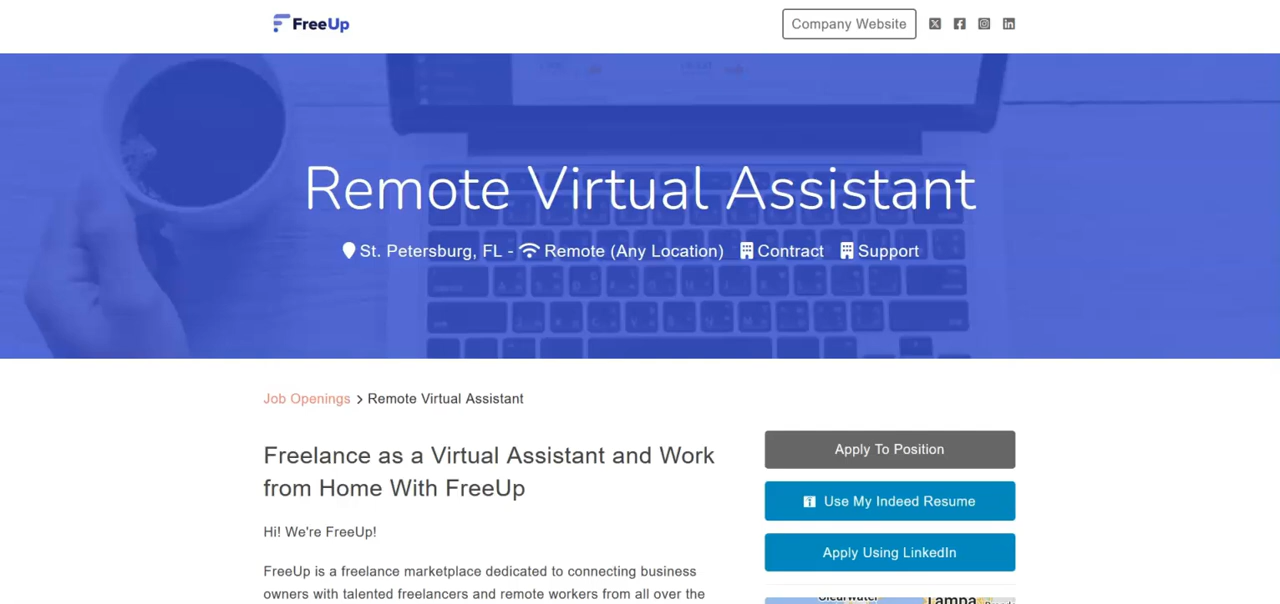 FreeUp
Company Website
Remote Virtual Assistant
St. Petersburg, FL - Remote (Any Location) Contract Support
Job Openings > Remote Virtual Assistant
Freelance as a Virtual Assistant and Work
from Home With FreeUp
Hi! We're FreeUp!
FreeUp is a freelance marketplace dedicated to connecting business
owners with talented freelancers and remote workers from all over the
Apply To Position
Use My Indeed Resume
Apply Using LinkedIn
Clearwater
Tampa